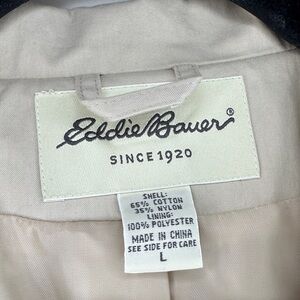 Eddie Bauer®
SINCE 1920
SHELL:
65% COTTON
35% NYLON
LINING:
100% POLYESTER
MADE IN CHINA
SEE SIDE FOR CARE
L